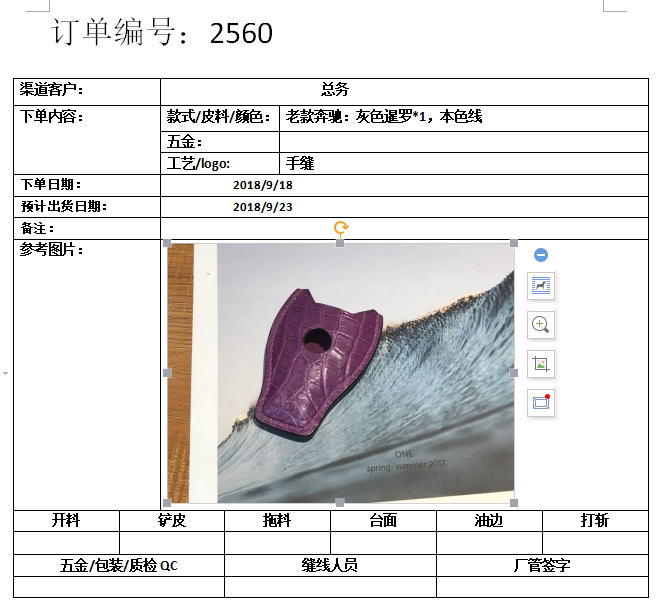 订单编号：2560
渠道客户： 总务
下单内容： 款式/皮料/颜色： 老款奔驰：灰色暹罗*1，本色线
五金：
工艺/logo: 手缝
下单日期： 2018/9/18
预计出货日期： 2018/9/23
备注：
参考图片：
ONE
spring/summer 2017
开料 铲皮 拖料 台面 油边 打斩
五金/包装/质检 QC 缝线人员 厂管签字